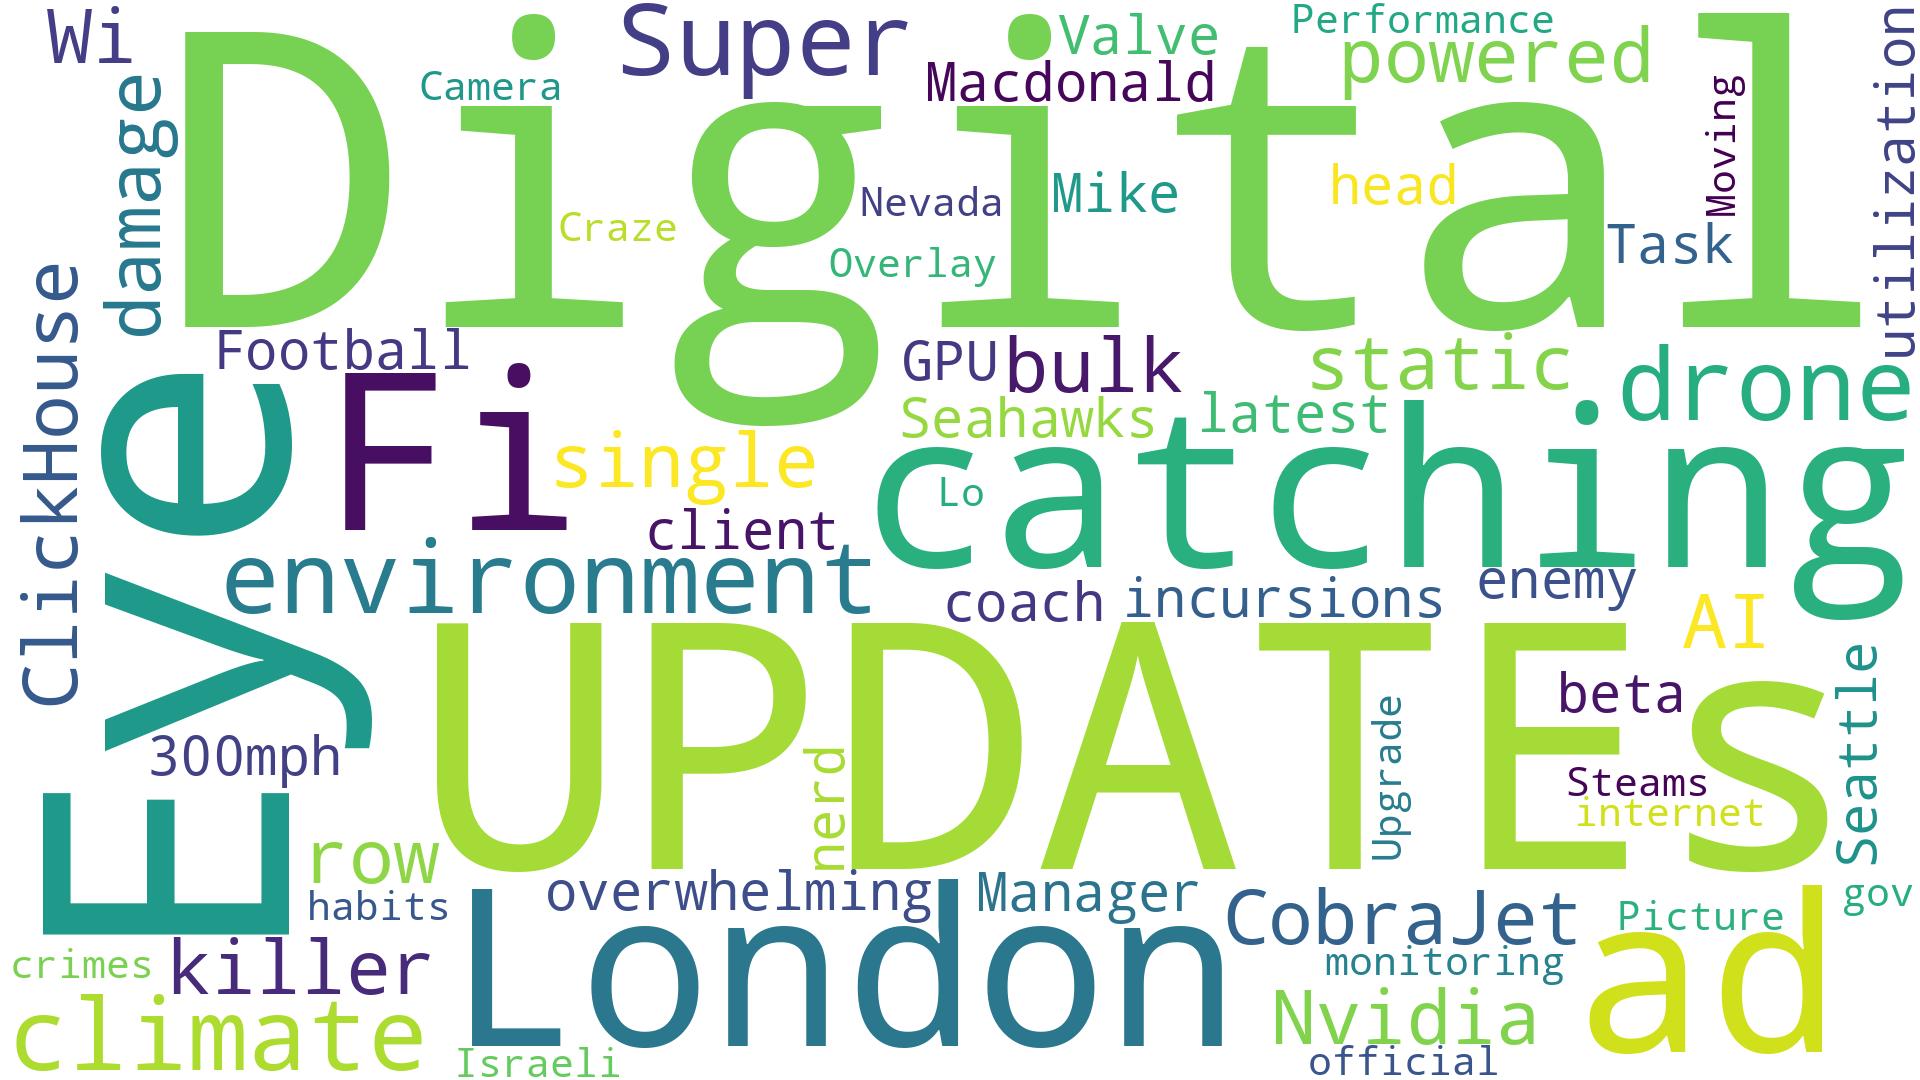 Wi
Digital
Super
Valve
Performance
powered
utilization
damage
Camera
Macdonald
Moving
Nevada
Mike
head
Craze
Task
Overlay
ClickHouse
Football
GPU
bulk
static
drone
Eye
Fi
single
Seahawks
latest
catching
Lo
client
environment
coach
incursions
enemy
AI
UPDATEs
beta
Seattle
300mph
nerd
Upgrade
Steams
internet
row
habits
overwhelming
Manager
CobraJet
Picture
gov
crimes
killer
London
monitoring
ad
climate
Nvidia
Israeli
official